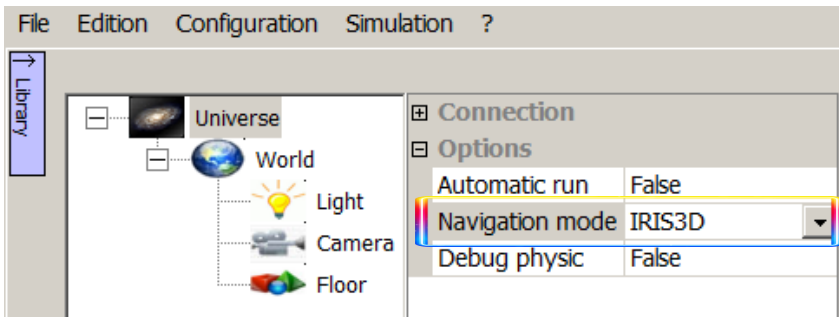 File Edition Configuration Simulation ?
↑ Library
Universe
World
Light
Camera
Floor
Connection
Options
Automatic run False
Navigation mode IRIS3D
Debug physic False